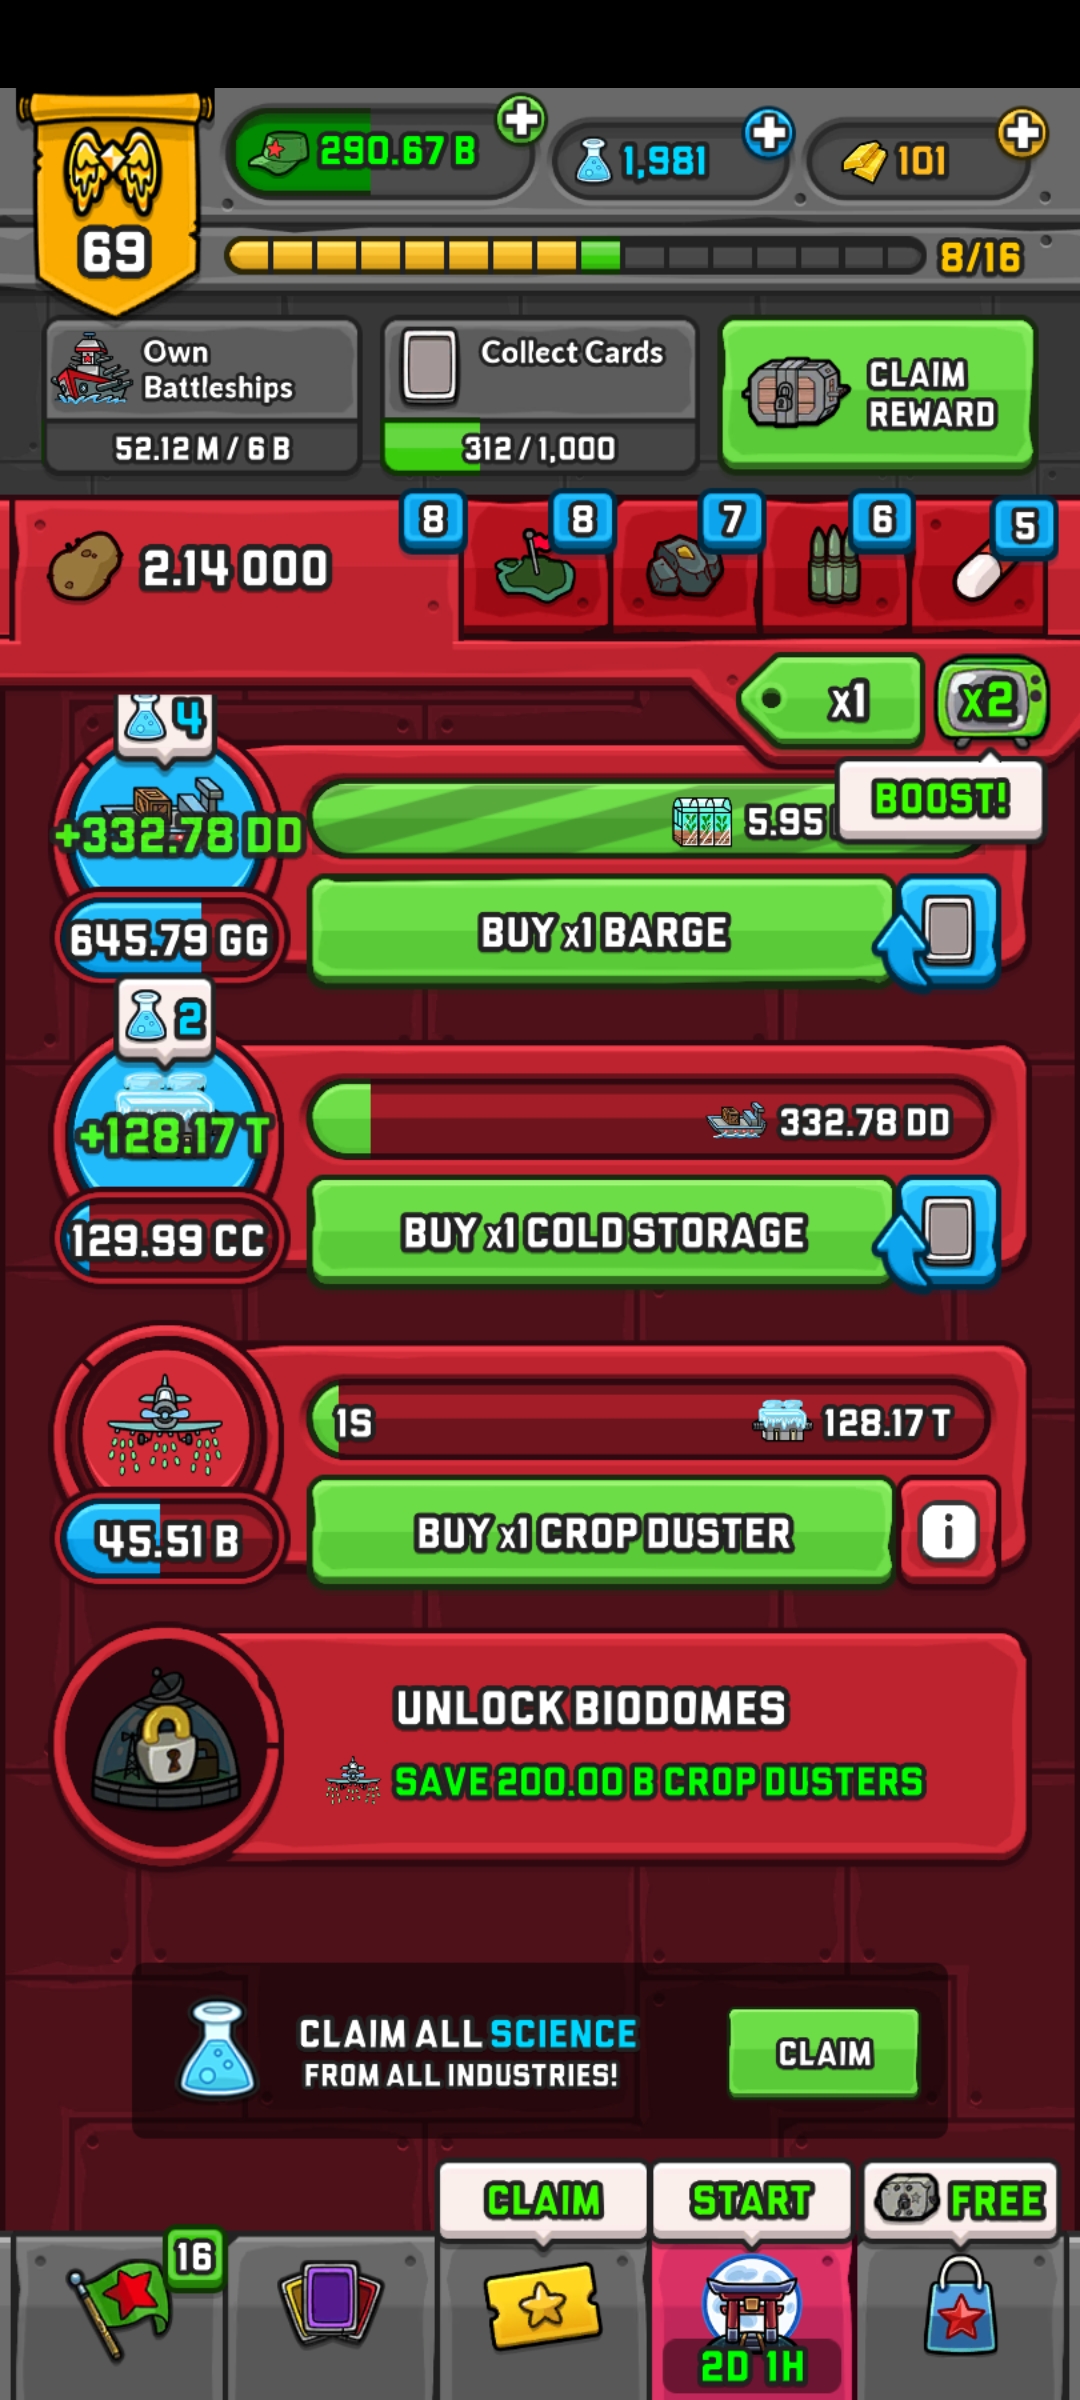 69
290.67 B
1,981
101
8/16
Own
Battleships
52.12 M / 6 B
Collect Cards
312 / 1,000
CLAIM
REWARD
2.14 000
8
8
7
6
5
x1
x2
BOOST!
4
+332.78 DD
5.95
645.79 GG
BUY x1 BARGE
2
+128.17 T
332.78 DD
129.99 CC
BUY x1 COLD STORAGE
1S
128.17 T
45.51 B
BUY x1 CROP DUSTER
i
UNLOCK BIODOMES
SAVE 200.00 B CROP DUSTERS
CLAIM ALL SCIENCE
FROM ALL INDUSTRIES!
CLAIM
CLAIM
START
FREE
16
2D 1H